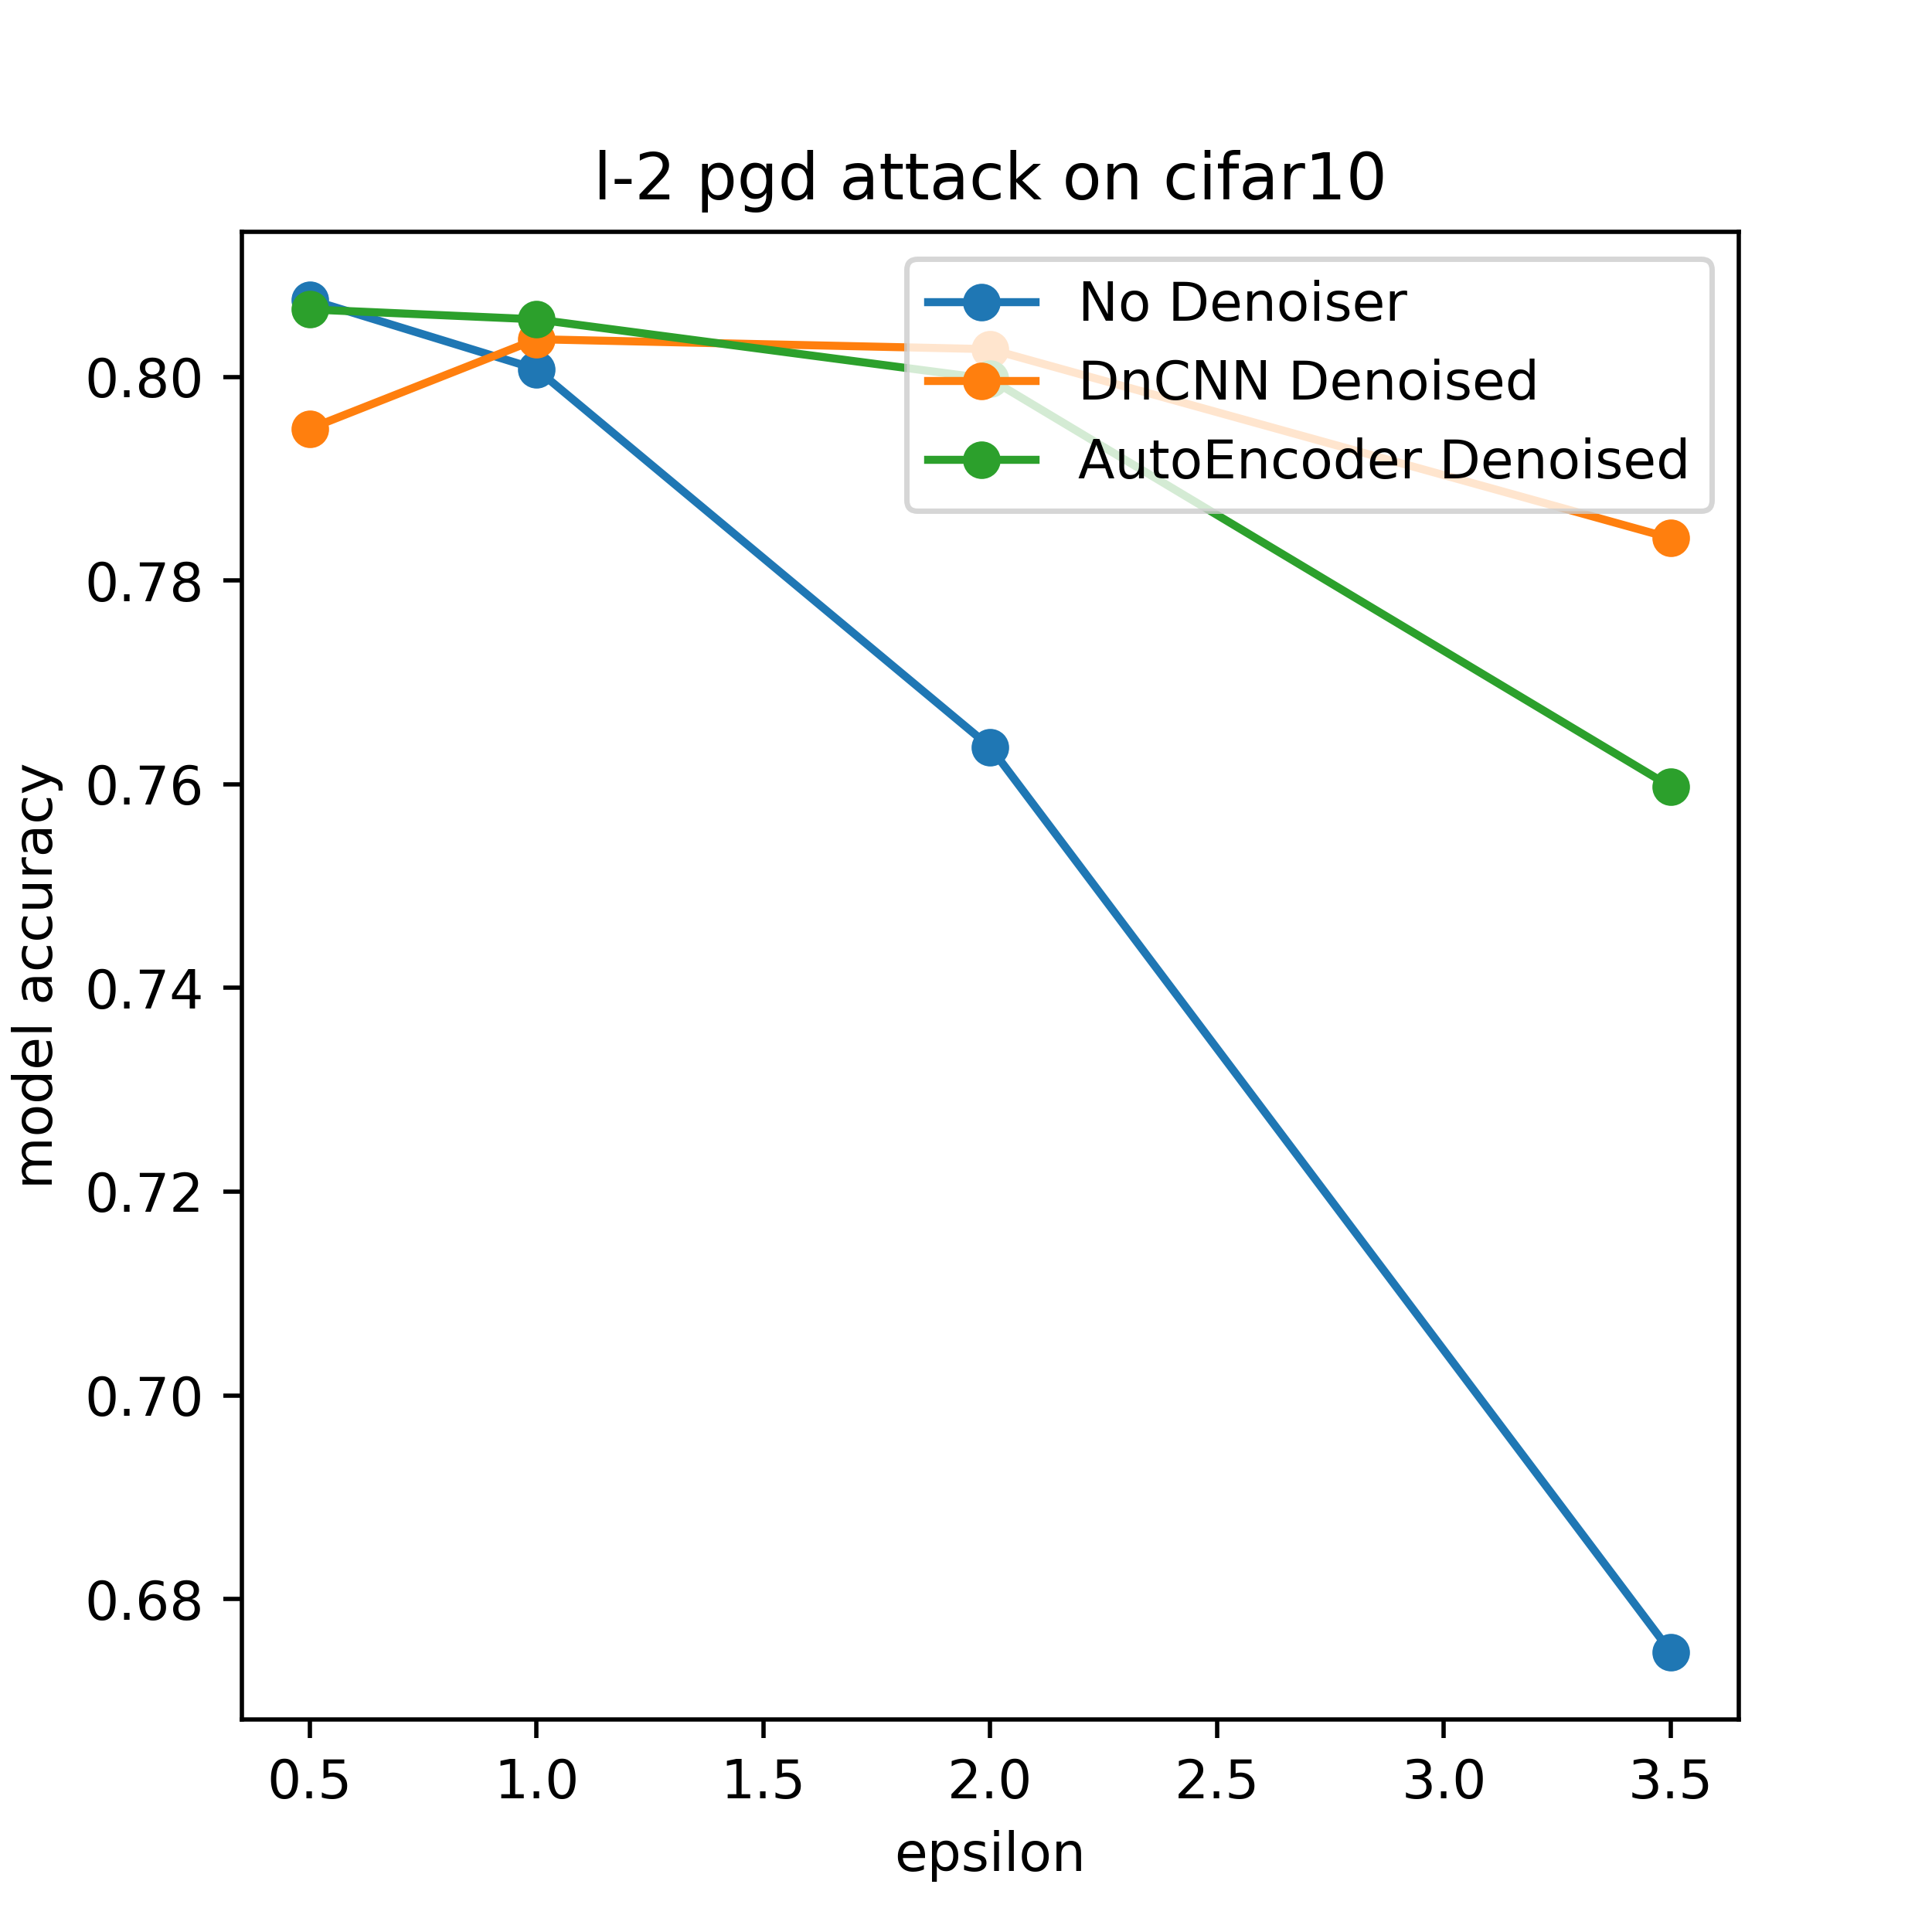 l-2 pgd attack on cifar10
No Denoiser
DnCNN Denoised
AutoEncoder Denoised
model accuracy
0.80
0.78
0.76
0.74
0.72
0.70
0.68
0.5 1.0 1.5 2.0 2.5 3.0 3.5
epsilon